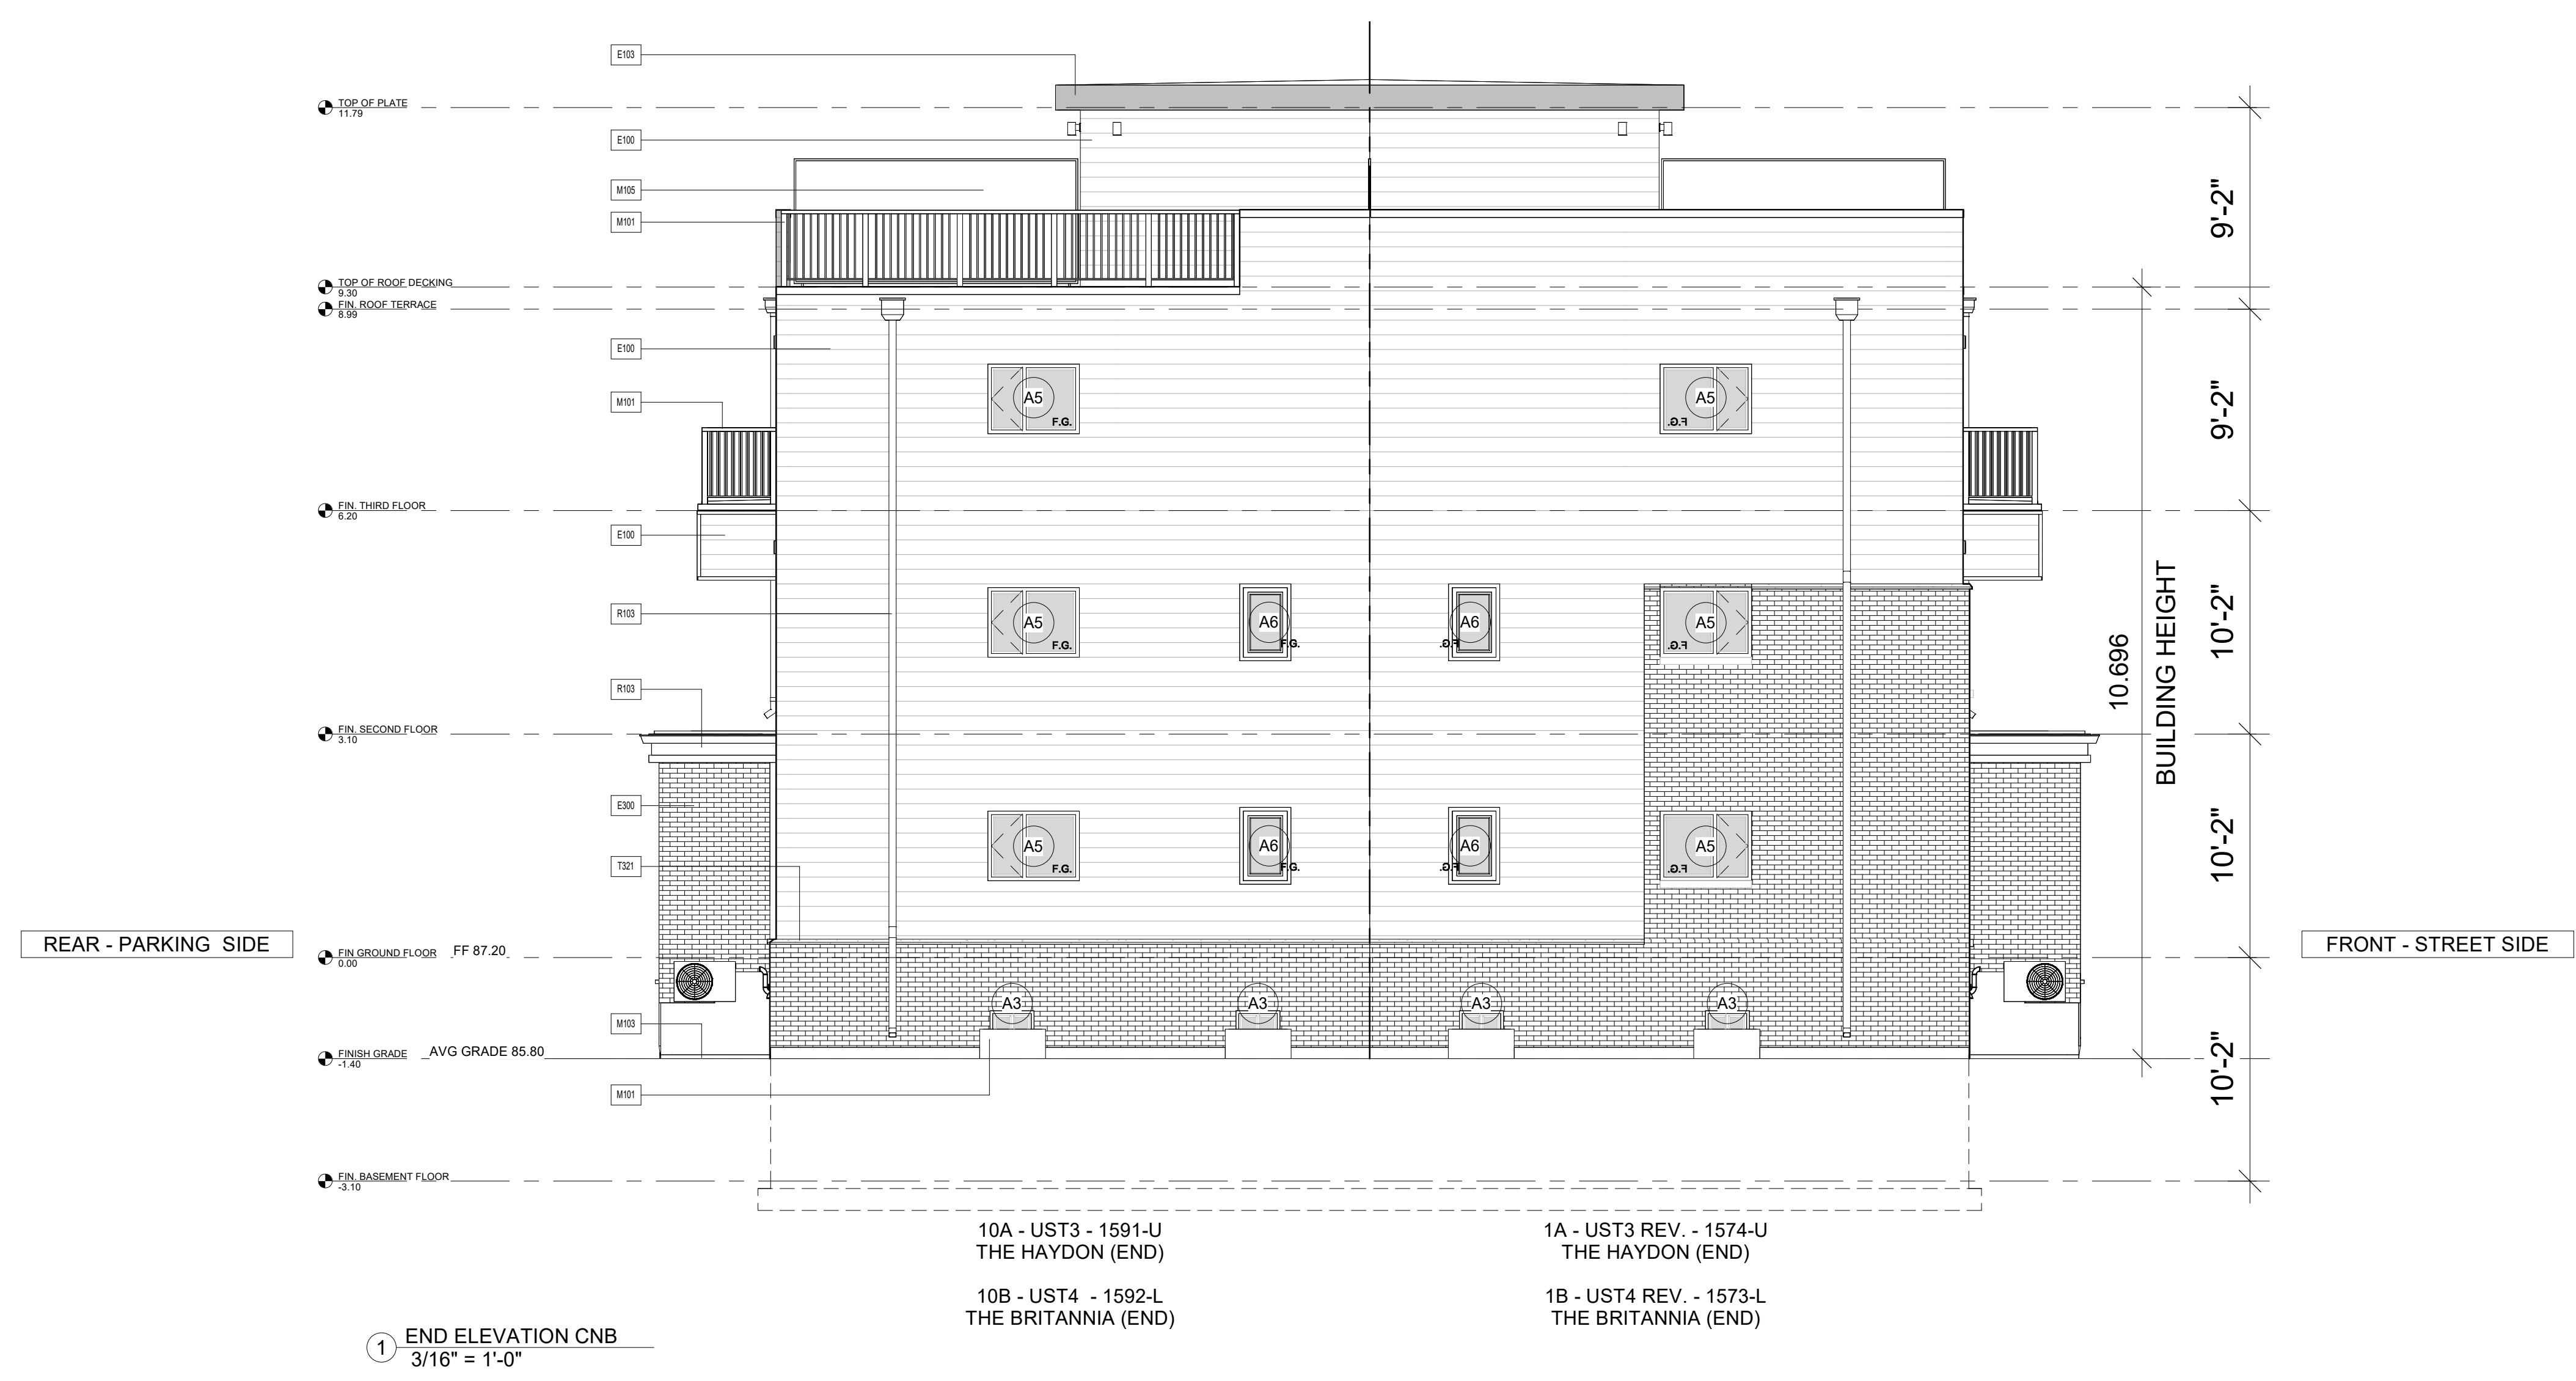 E103
TOP OF PLATE
11.79
E100
M105
M101
9'-2"
TOP OF ROOF DECKING
9.30
FIN. ROOF TERRACE
8.99
E100
M101
A5
F.G.
A5
F.G.
9'-2"
FIN. THIRD FLOOR
6.20
E100
R103
A5
F.G.
A6
F.G.
A6
F.G.
A5
F.G.
10'-2"
10.696
BUILDING HEIGHT
R103
FIN. SECOND FLOOR
3.10
E300
T321
A5
F.G.
A6
F.G.
A6
F.G.
A5
F.G.
10'-2"
REAR - PARKING SIDE
FRONT - STREET SIDE
FIN GROUND FLOOR
0.00
FF 87.20
A3
A3
A3
A3
M103
FINISH GRADE
-1.40
AVG GRADE 85.80
10'-2"
M101
FIN. BASEMENT FLOOR
-3.10
10A - UST3 - 1591-U
THE HAYDON (END)
10B - UST4 - 1592-L
THE BRITANNIA (END)
1A - UST3 REV. - 1574-U
THE HAYDON (END)
1B - UST4 REV. - 1573-L
THE BRITANNIA (END)
1
END ELEVATION CNB
3/16" = 1'-0"